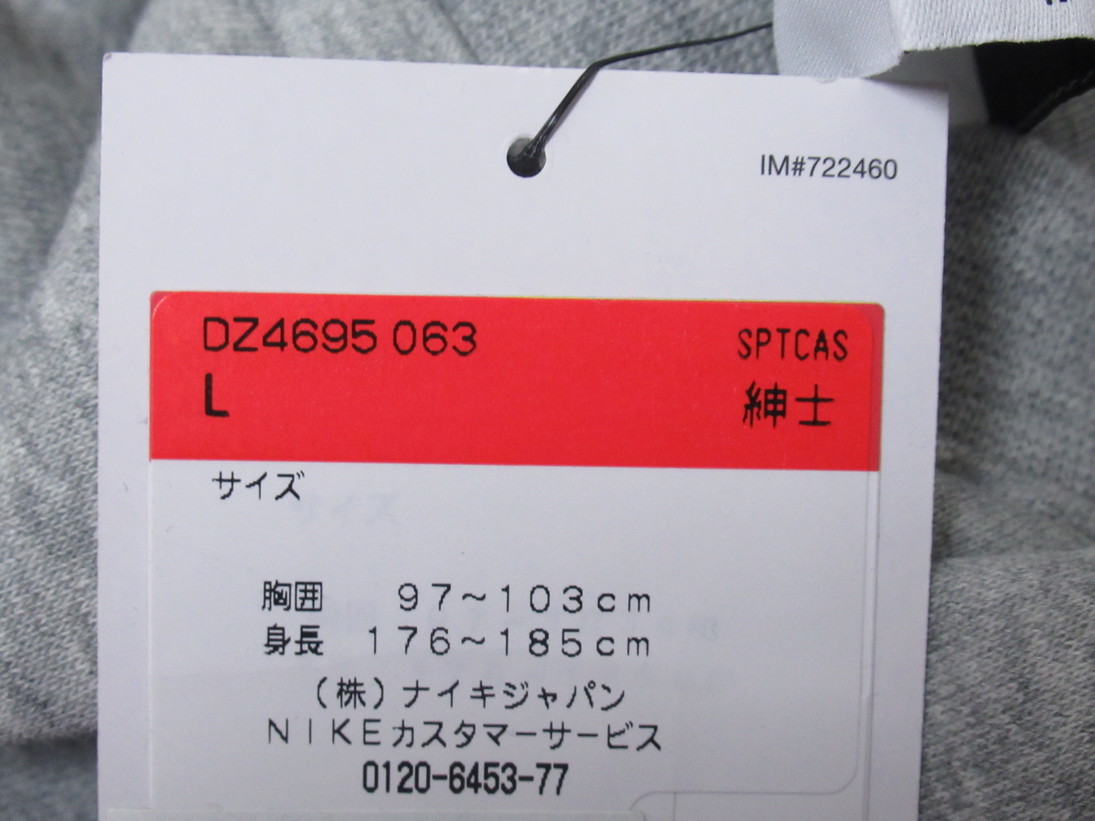 IM#722460
DZ4695 063 SPTCAS
L 紳士
サイズ
胸囲 97~103cm
身長 176~185cm
(株)ナイキジャパン
NIKEカスタマーサービス
0120-6453-77